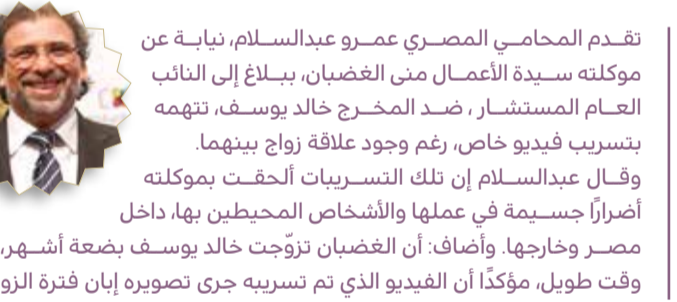 تقدم المحامي المصري عمرو عبدالسلام، نيابة عن
موكلته سيدة الأعمال منى الغضبان، ببلاغ إلى النائب
العام المستشار ، ضد المخرج خالد يوسف، تتهمه
بتسريب فيديو خاص، رغم وجود علاقة زواج بينهما.
وقال عبدالسلام إن تلك التسريبات ألحقت بموكلته
أضرارًا جسيمة في عملها والأشخاص المحيطين بها، داخل
مصر وخارجها. وأضاف: أن الغضبان تزوّجت خالد يوسف بضعة أشهر،
وقت طويل، مؤكدًا أن الفيديو الذي تم تسريبه جرى تصويره إبان فترة الزو